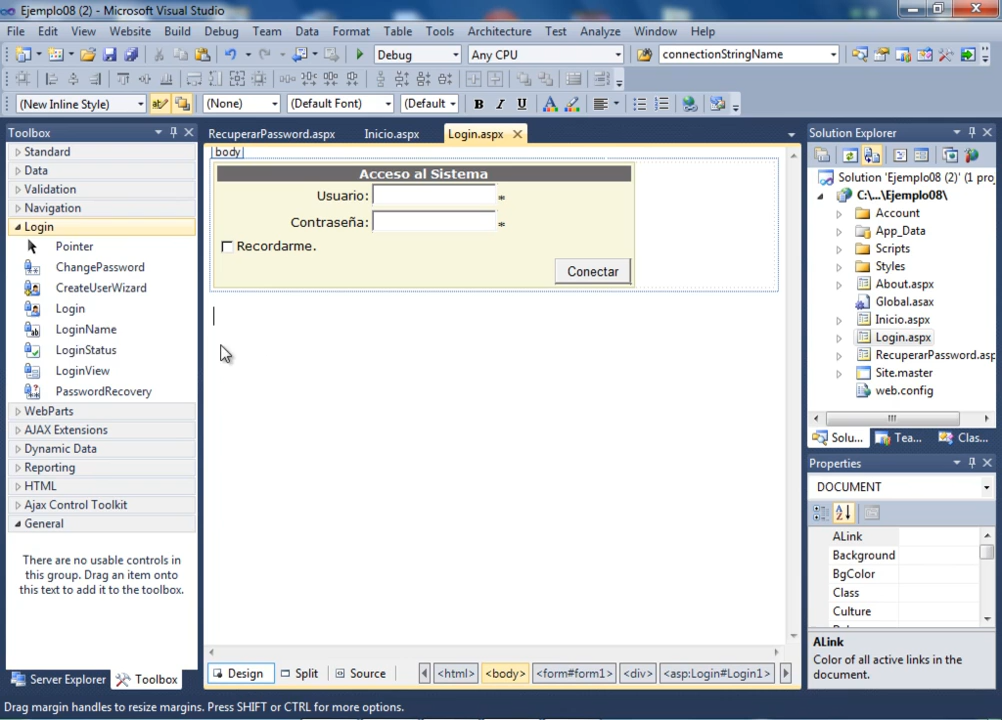 Ejemplo08 (2) - Microsoft Visual Studio
File Edit View Website Build Debug Team Data Format Table Tools Architecture Test Analyze Window Help
Debug Any CPU connectionStringName
(New Inline Style) (None) (Default Font) (Default B I U A
Toolbox
Standard
Data
Validation
Navigation
Login
Pointer
ChangePassword
CreateUserWizard
Login
LoginName
LoginStatus
LoginView
PasswordRecovery
WebParts
AJAX Extensions
Dynamic Data
Reporting
HTML
Ajax Control Toolkit
General
There are no usable controls in
this group. Drag an item onto
this text to add it to the toolbox.
Server Explorer Toolbox
RecuperarPassword.aspx Inicio.aspx Login.aspx
body
Acceso al Sistema
Usuario: *
Contraseña: *
Recordarme.
Conectar
Design Split Source <html> <body> <form#form1> <div> <asp:Login#Login1>
Solution Explorer
Solution 'Ejemplo08 (2)' (1 proj
C:\...\Ejemplo08\
Account
App_Data
Scripts
Styles
About.aspx
Global.asax
Inicio.aspx
Login.aspx
RecuperarPassword.asp
Site.master
web.config
Solu... Tea... Clas...
Properties
DOCUMENT
ALink
Background
BgColor
Class
Culture
ALink
Color of all active links in the
document.
Drag margin handles to resize margins. Press SHIFT or CTRL for more options.